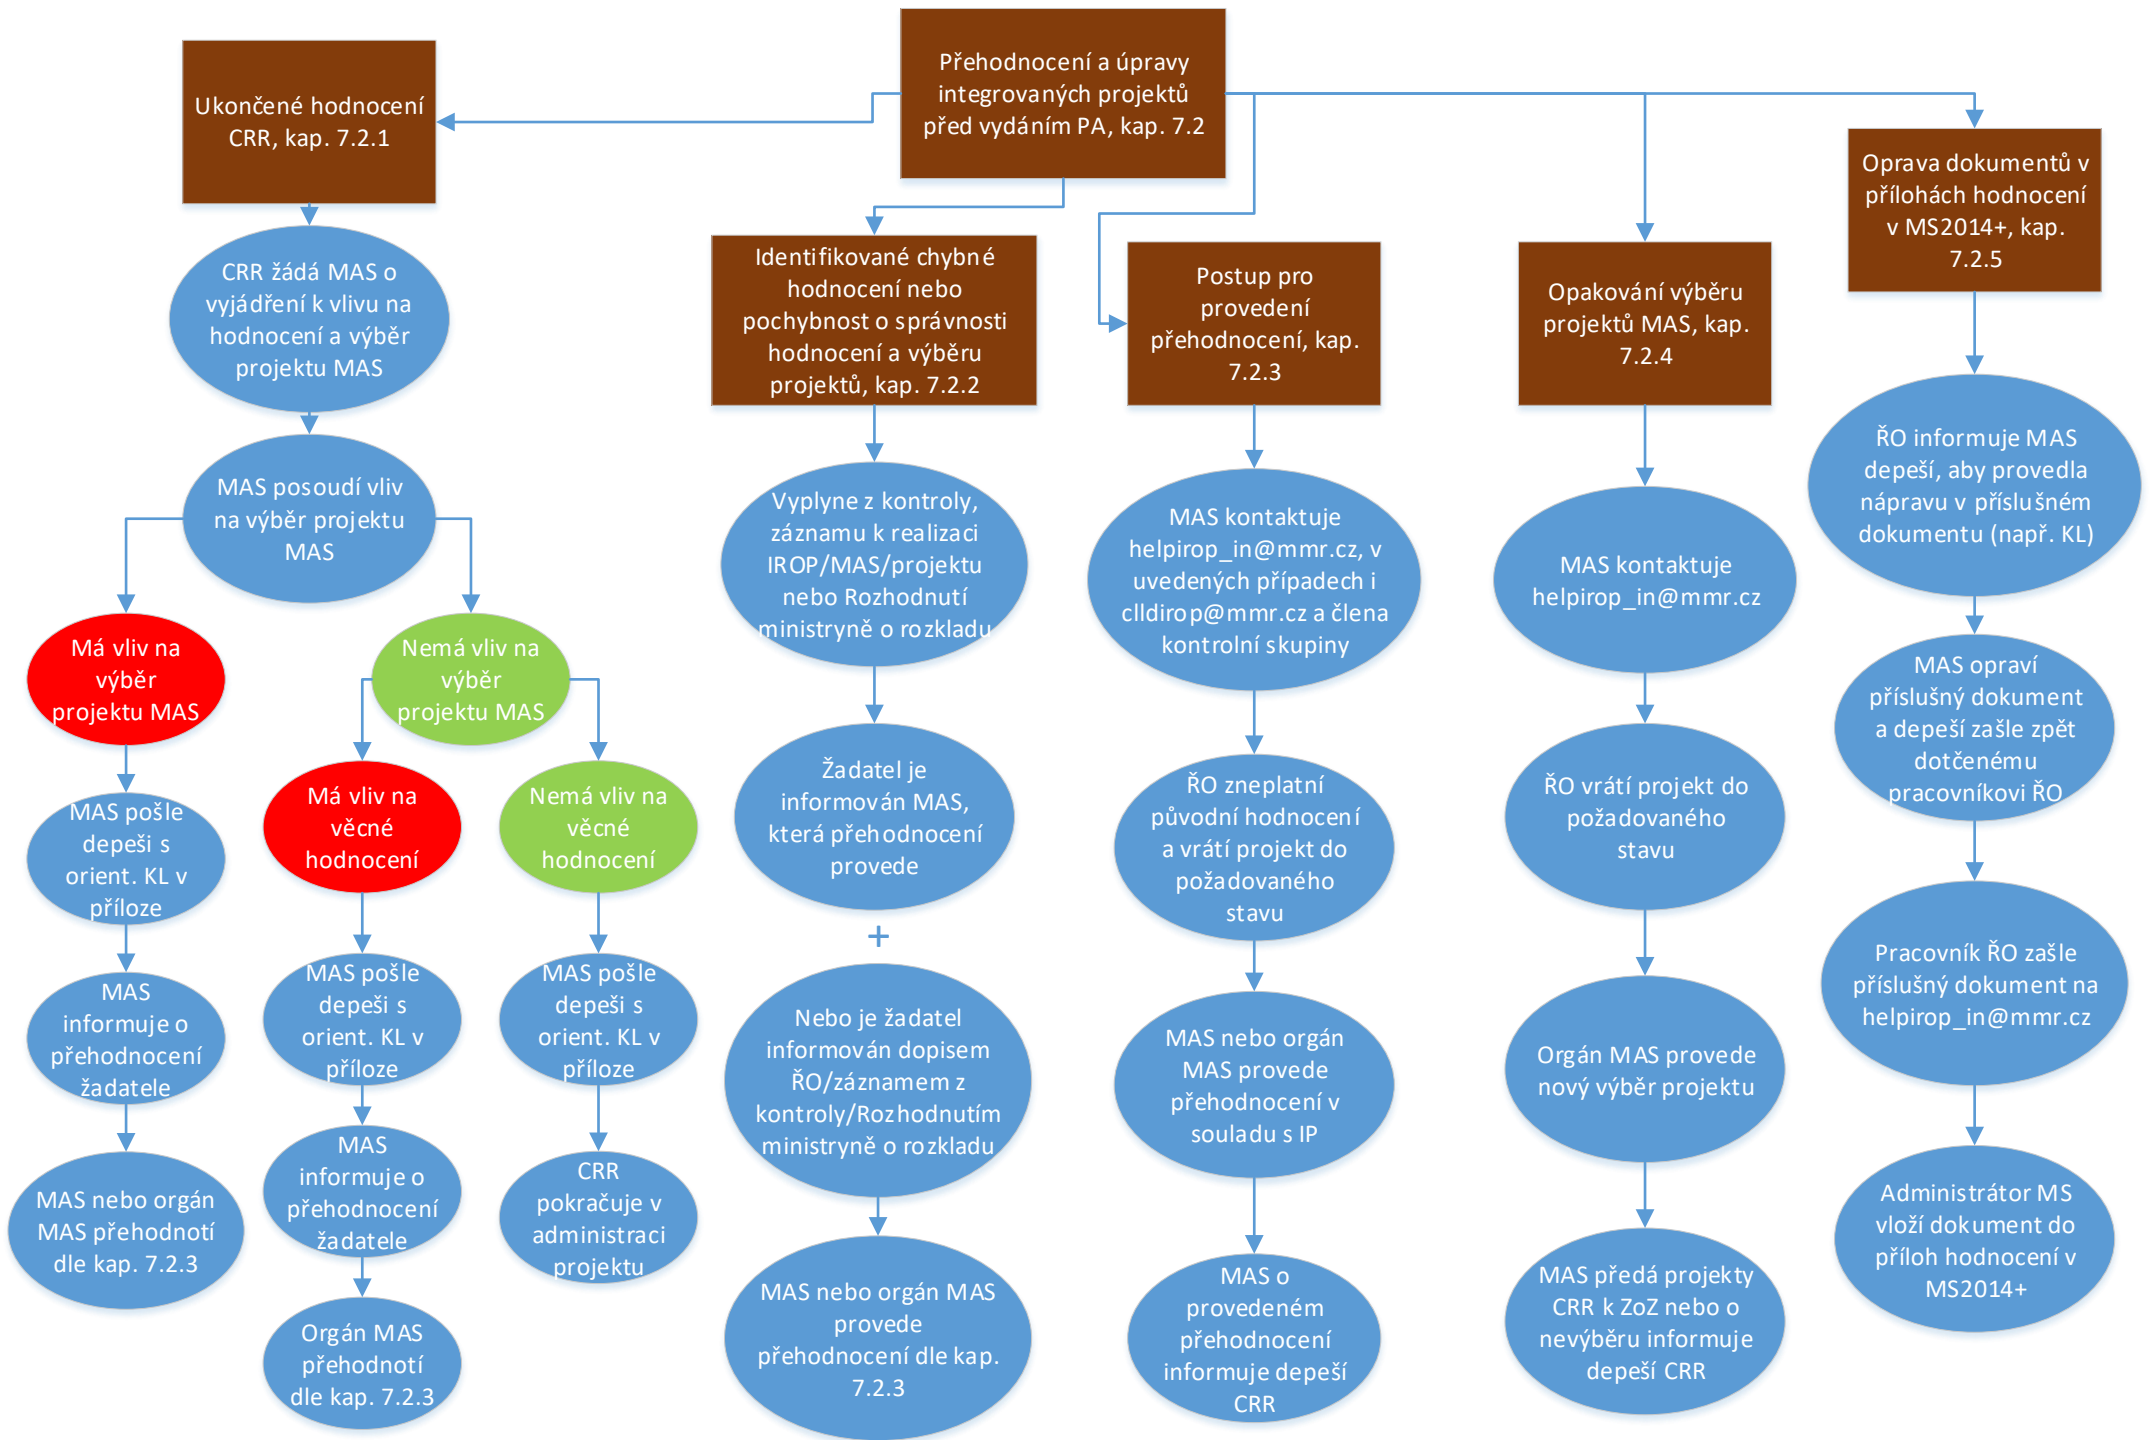 Přehodnocení a úpravy
integrovaných projektů
před vydáním PA, kap. 7.2
Ukončené hodnocení
CRR, kap. 7.2.1
CRR žádá MAS o
vyjádření k vlivu na
hodnocení a výběr
projektu MAS
MAS posoudí vliv
na výběr projektu
MAS
Má vliv na
výběr
projektu MAS
MAS pošle
depeši s
orient. KL v
příloze
MAS
informuje o
přehodnocení
žadatele
MAS nebo orgán
MAS přehodnotí
dle kap. 7.2.3
Nemá vliv na
výběr
projektu MAS
Má vliv na
věcné
hodnocení
MAS pošle
depeši s
orient. KL v
příloze
MAS
informuje o
přehodnocení
žadatele
Orgán MAS
přehodnotí
dle kap. 7.2.3
Nemá vliv na
věcné
hodnocení
MAS pošle
depeši s
orient. KL v
příloze
CRR
pokračuje v
administraci
projektu
Identifikované chybné
hodnocení nebo
pochybnost o správnosti
hodnocení a výběru
projektů, kap. 7.2.2
Vyplyne z kontroly,
záznamu k realizaci
IROP/MAS/projektu
nebo Rozhodnutí
ministryně o rozkladu
Žadatel je
informován MAS,
která přehodnocení
provede
+
Nebo je žadatel
informován dopisem
ŘO/záznamem z
kontroly/Rozhodnutím
ministryně o rozkladu
MAS nebo orgán MAS
provede
přehodnocení dle kap.
7.2.3
Postup pro
provedení
přehodnocení, kap.
7.2.3
MAS kontaktuje
helpirop_in@mmr.cz, v
uvedených případech i
clldirop@mmr.cz a člena
kontrolní skupiny
ŘO zneplatní
původní hodnocení
a vrátí projekt do
požadovaného
stavu
MAS nebo orgán
MAS provede
přehodnocení v
souladu s IP
MAS o
provedeném
přehodnocení
informuje depeší
CRR
Opakování výběru
projektů MAS, kap.
7.2.4
MAS kontaktuje
helpirop_in@mmr.cz
ŘO vrátí projekt do
požadovaného
stavu
Orgán MAS provede
nový výběr projektu
MAS předá projekty
CRR k ZoZ nebo o
nevýběru informuje
depeší CRR
Oprava dokumentů v
přílohách hodnocení
v MS2014+, kap.
7.2.5
ŘO informuje MAS
depeší, aby provedla
nápravu v příslušném
dokumentu (např. KL)
MAS opraví
příslušný dokument
a depeší zašle zpět
dotčenému
pracovníkovi ŘO
Pracovník ŘO zašle
příslušný dokument na
helpirop_in@mmr.cz
Administrátor MS
vloží dokument do
příloh hodnocení v
MS2014+